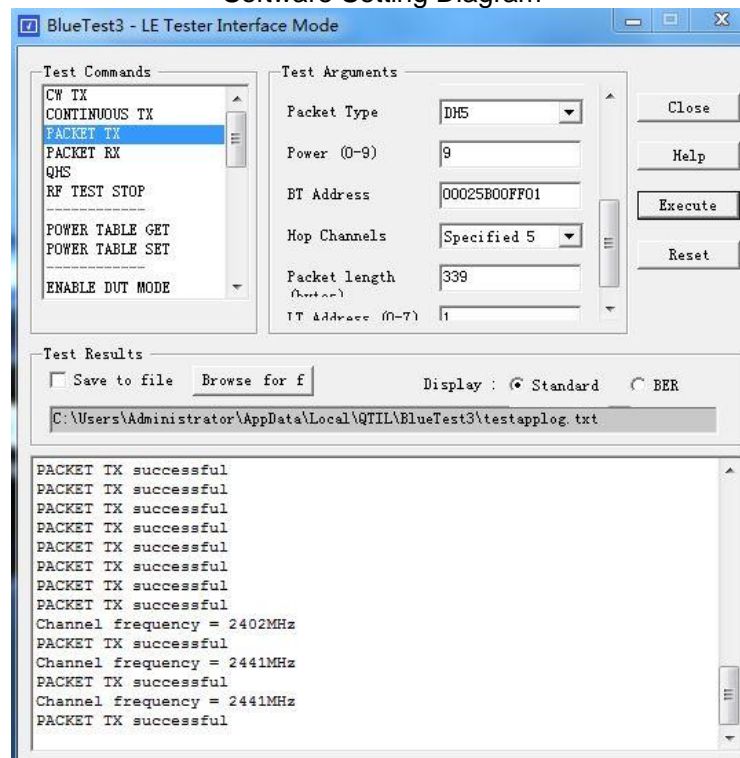 Software Setting Diagram
BlueTest3 - LE Tester Interface Mode
Test Commands
CW TX
CONTINUOUS TX
PACKET TX
PACKET RX
QHS
RF TEST STOP
------------
POWER TABLE GET
POWER TABLE SET
------------
ENABLE DUT MODE
Test Arguments
Packet Type DH5
Power (0-9) 9
BT Address 00025B00FF01
Hop Channels Specified 5
Packet length 339
(bytes)
LT Address (0-7) 1
Close
Help
Execute
Reset
Test Results
Save to file Browse for f Display : Standard BER
C:\Users\Administrator\AppData\Local\QTIL\BlueTest3\testapplog.txt
PACKET TX successful
PACKET TX successful
PACKET TX successful
PACKET TX successful
PACKET TX successful
PACKET TX successful
PACKET TX successful
PACKET TX successful
Channel frequency = 2402MHz
PACKET TX successful
Channel frequency = 2441MHz
PACKET TX successful
Channel frequency = 2441MHz
PACKET TX successful